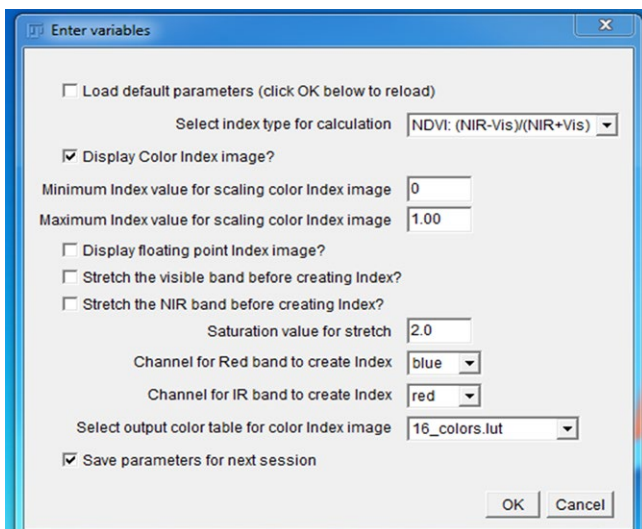 Enter variables
Load default parameters (click OK below to reload)
Select index type for calculation NDVI: (NIR-Vis)/(NIR+Vis)
Display Color Index image?
Minimum Index value for scaling color Index image 0
Maximum Index value for scaling color Index image 1.00
Display floating point Index image?
Stretch the visible band before creating Index?
Stretch the NIR band before creating Index?
Saturation value for stretch 2.0
Channel for Red band to create Index blue
Channel for IR band to create Index red
Select output color table for color Index image 16_colors.lut
Save parameters for next session
OK Cancel